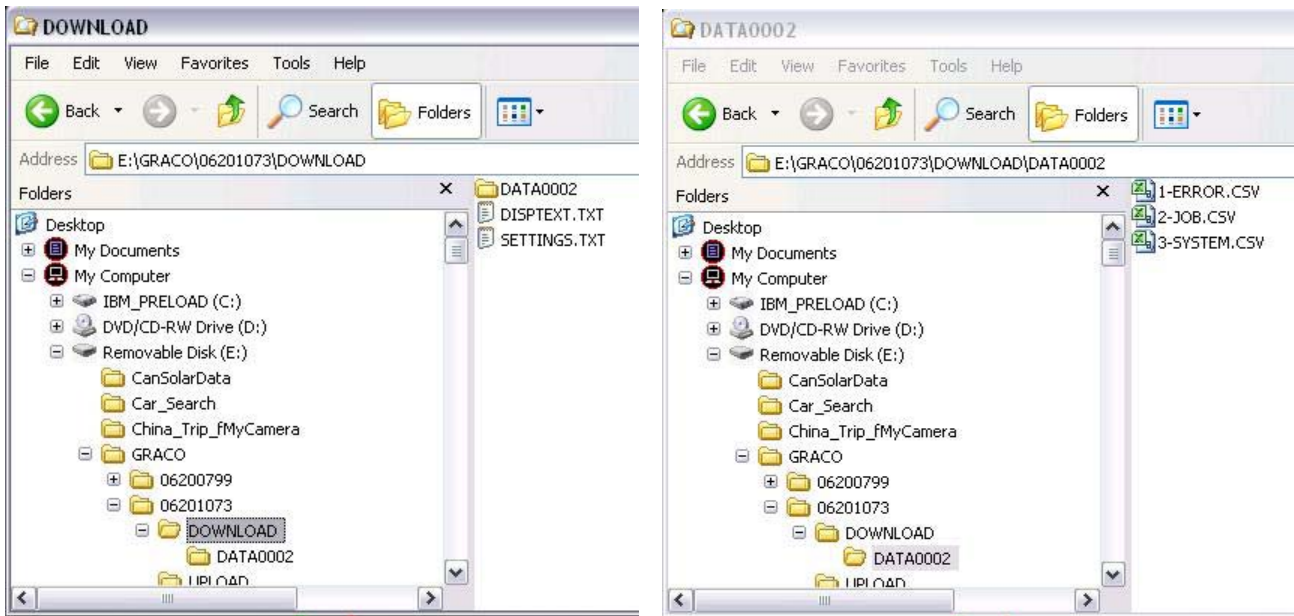 DOWNLOAD
File Edit View Favorites Tools Help
Back Search Folders
Address E:\GRACO\06201073\DOWNLOAD
Folders
Desktop
My Documents
My Computer
IBM_PRELOAD (C:)
DVD/CD-RW Drive (D:)
Removable Disk (E:)
CanSolarData
Car_Search
China_Trip_fMyCamera
GRACO
06200799
06201073
DOWNLOAD
DATA0002
UPLOAD
DATA0002
DISPTEXT.TXT
SETTINGS.TXT
DATA0002
File Edit View Favorites Tools Help
Back Search Folders
Address E:\GRACO\06201073\DOWNLOAD\DATA0002
Folders
Desktop
My Documents
My Computer
IBM_PRELOAD (C:)
DVD/CD-RW Drive (D:)
Removable Disk (E:)
CanSolarData
Car_Search
China_Trip_fMyCamera
GRACO
06200799
06201073
DOWNLOAD
DATA0002
UPLOAD
1-ERROR.CSV
2-JOB.CSV
3-SYSTEM.CSV